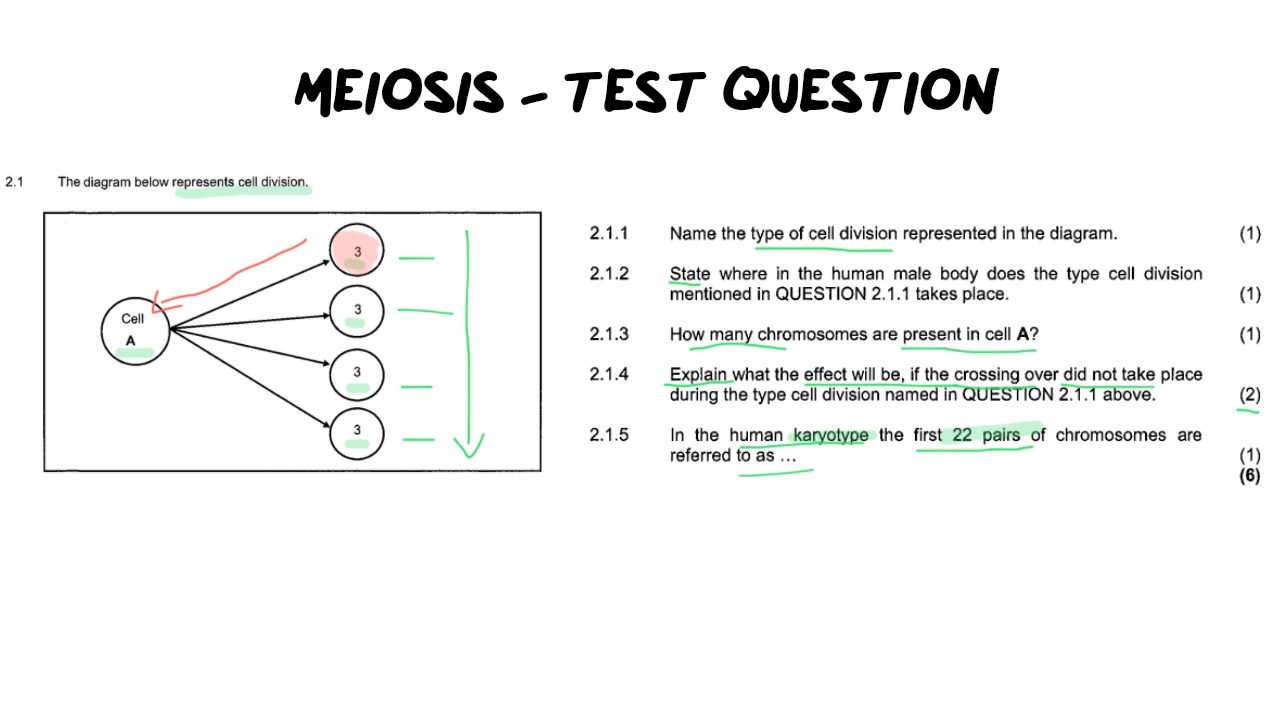 MEIOSIS - TEST QUESTION
2.1 The diagram below represents cell division.
Cell
A
3
3
3
3
2.1.1 Name the type of cell division represented in the diagram. (1)
2.1.2 State where in the human male body does the type cell division
mentioned in QUESTION 2.1.1 takes place. (1)
2.1.3 How many chromosomes are present in cell A? (1)
2.1.4 Explain what the effect will be, if the crossing over did not take place
during the type cell division named in QUESTION 2.1.1 above. (2)
2.1.5 In the human karyotype the first 22 pairs of chromosomes are
referred to as ... (1)
(6)